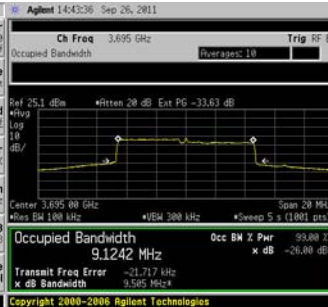 Agilent 14:43:36 Sep 26, 2011
Ch Freq 3.695 GHz Trig RF
Occupied Bandwidth Averages: 10
Ref 25.1 dBm #Atten 20 dB Ext PG -33.63 dB
#Avg
Log
10
dB/
Center 3.695 00 GHz Span 20 MH
#Res BW 100 kHz #VBW 300 kHz #Sweep 5 s (1001 pts)
Occupied Bandwidth Occ BW % Pwr 99.00 %
9.1242 MHz x dB -26.00 dB
Transmit Freq Error -21.717 kHz
x dB Bandwidth 9.505 MHz*
Copyright 2000-2006 Agilent Technologies